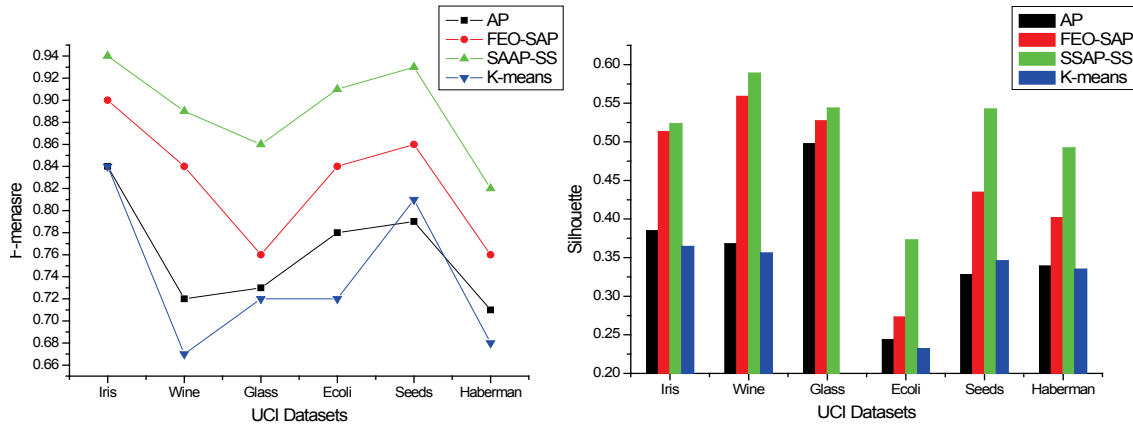 AP
FEO-SAP
SAAP-SS
K-means
0.94
0.92
0.90
0.88
0.86
0.84
0.82
0.80
0.78
0.76
0.74
0.72
0.70
0.68
0.66
F-menasre
Iris Wine Glass Ecoli Seeds Haberman
UCI Datasets
AP
FEO-SAP
SSAP-SS
K-means
0.60
0.55
0.50
0.45
0.40
0.35
0.30
0.25
0.20
Silhouette
Iris Wine Glass Ecoli Seeds Haberman
UCI Datasets